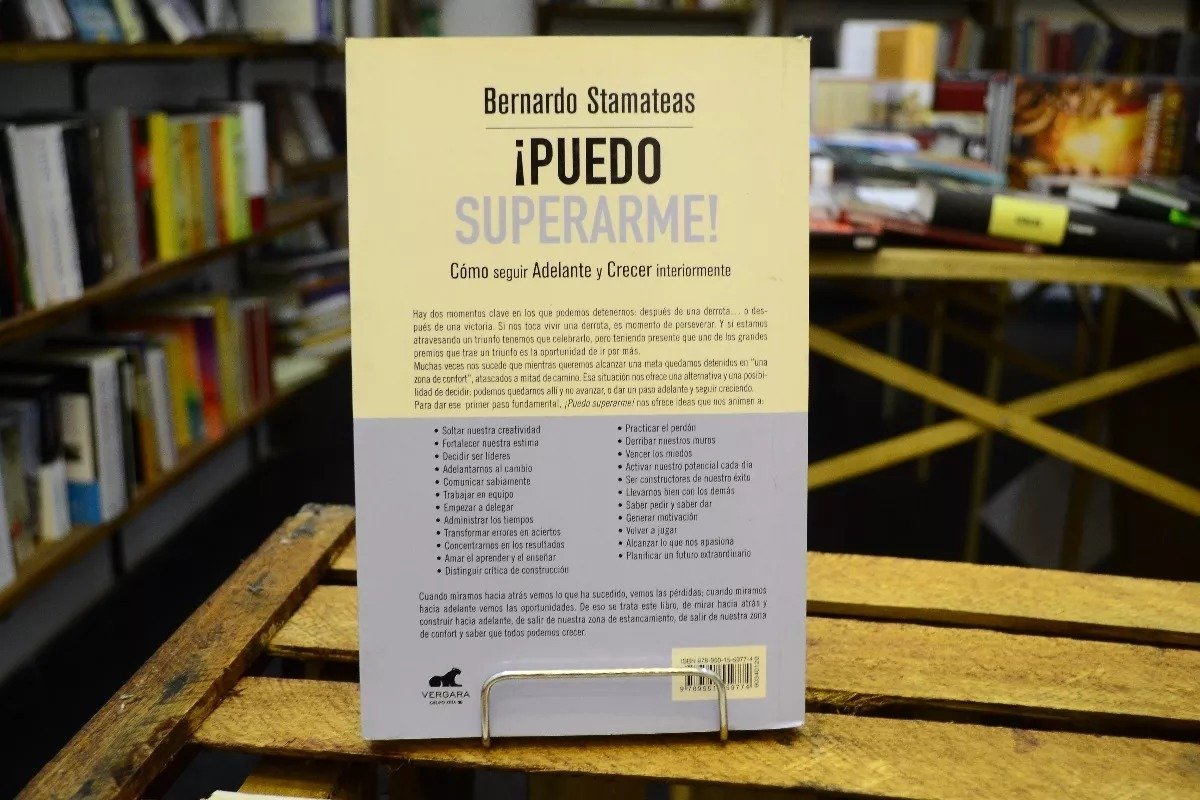 Bernardo Stamateas
¡PUEDO
SUPERARME!
Cómo seguir Adelante y Crecer interiormente
Hay dos momentos clave en los que podemos detenernos: después de una derrota... o des-
pués de una victoria. Si nos toca vivir una derrota, es momento de perseverar. Y si estamos
atravesando un triunfo tenemos que celebrarlo, pero teniendo presente que uno de los grandes
premios que trae un triunfo es la oportunidad de ir por más.
Muchas veces nos sucede que mientras queremos alcanzar una meta quedamos detenidos en "una
zona de confort", atascados a mitad de camino. Esa situación nos ofrece una alternativa y una posibi-
lidad de decidir: podemos quedarnos allí y no avanzar, o dar un paso adelante y seguir creciendo.
Para dar ese primer paso fundamental, ¡Puedo superarme! nos ofrece ideas que nos animen a:
• Soltar nuestra creatividad
• Fortalecer nuestra estima
• Decidir ser líderes
• Adelantarnos al cambio
• Comunicar sabiamente
• Trabajar en equipo
• Empezar a delegar
• Administrar los tiempos
• Transformar errores en aciertos
• Concentrarnos en los resultados
• Amar el aprender y el enseñar
• Distinguir crítica de construcción
• Practicar el perdón
• Derribar nuestros muros
• Vencer los miedos
• Activar nuestro potencial cada día
• Ser constructores de nuestro éxito
• Llevarnos bien con los demás
• Saber pedir y saber dar
• Generar motivación
• Volver a jugar
• Alcanzar lo que nos apasiona
• Planificar un futuro extraordinario
Cuando miramos hacia atrás vemos lo que ha sucedido, vemos las pérdidas; cuando miramos
hacia adelante vemos las oportunidades. De eso se trata este libro, de mirar hacia atrás y
construir hacia adelante, de salir de nuestra zona de estancamiento, de salir de nuestra zona
de confort y saber que todos podemos crecer.
VERGARA
GRUPO ZETA
ISBN 978-950-15-